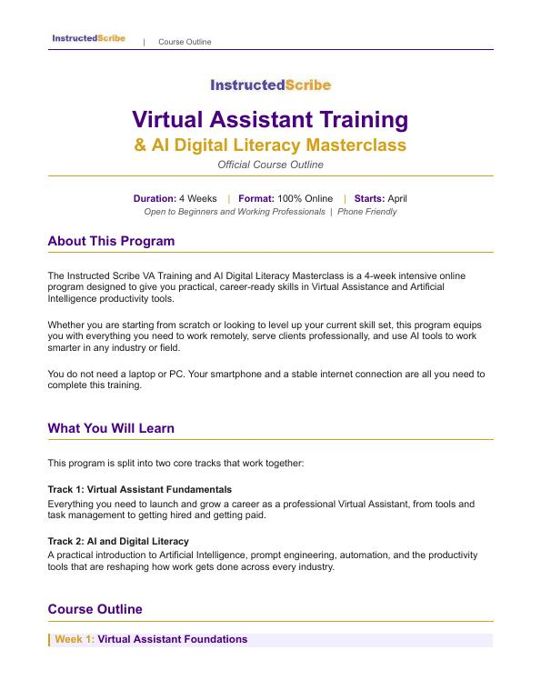 InstructedScribe | Course Outline
InstructedScribe
Virtual Assistant Training
& AI Digital Literacy Masterclass
Official Course Outline
Duration: 4 Weeks | Format: 100% Online | Starts: April
Open to Beginners and Working Professionals | Phone Friendly
About This Program
The Instructed Scribe VA Training and AI Digital Literacy Masterclass is a 4-week intensive online
program designed to give you practical, career-ready skills in Virtual Assistance and Artificial
Intelligence productivity tools.
Whether you are starting from scratch or looking to level up your current skill set, this program equips
you with everything you need to work remotely, serve clients professionally, and use AI tools to work
smarter in any industry or field.
You do not need a laptop or PC. Your smartphone and a stable internet connection are all you need to
complete this training.
What You Will Learn
This program is split into two core tracks that work together:
Track 1: Virtual Assistant Fundamentals
Everything you need to launch and grow a career as a professional Virtual Assistant, from tools and
task management to getting hired and getting paid.
Track 2: AI and Digital Literacy
A practical introduction to Artificial Intelligence, prompt engineering, automation, and the productivity
tools that are reshaping how work gets done across every industry.
Course Outline
Week 1: Virtual Assistant Foundations